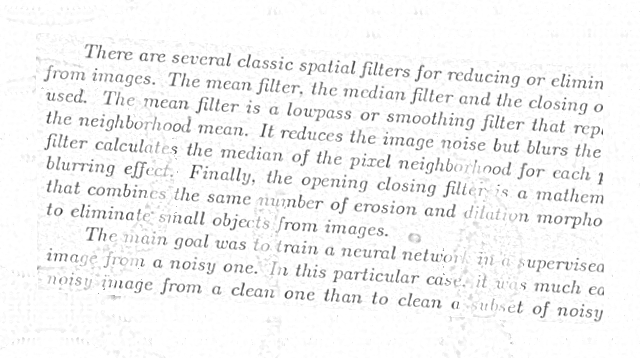 There are several classic spatial filters for reducing or elimin
from images. The mean filter, the median filter and the closing o
used. The mean filter is a lowpass or smoothing filter that repl
the neighborhood mean. It reduces the image noise but blurs the
filter calculates the median of the pixel neighborhood for each p
blurring effect. Finally, the opening closing filter is a mathem
that combines the same number of erosion and dilation morpho
to eliminate small objects from images.
The main goal was to train a neural network in a supervised
image from a noisy one. In this particular case, it was much ea
noisy image from a clean one than to clean a subset of noisy